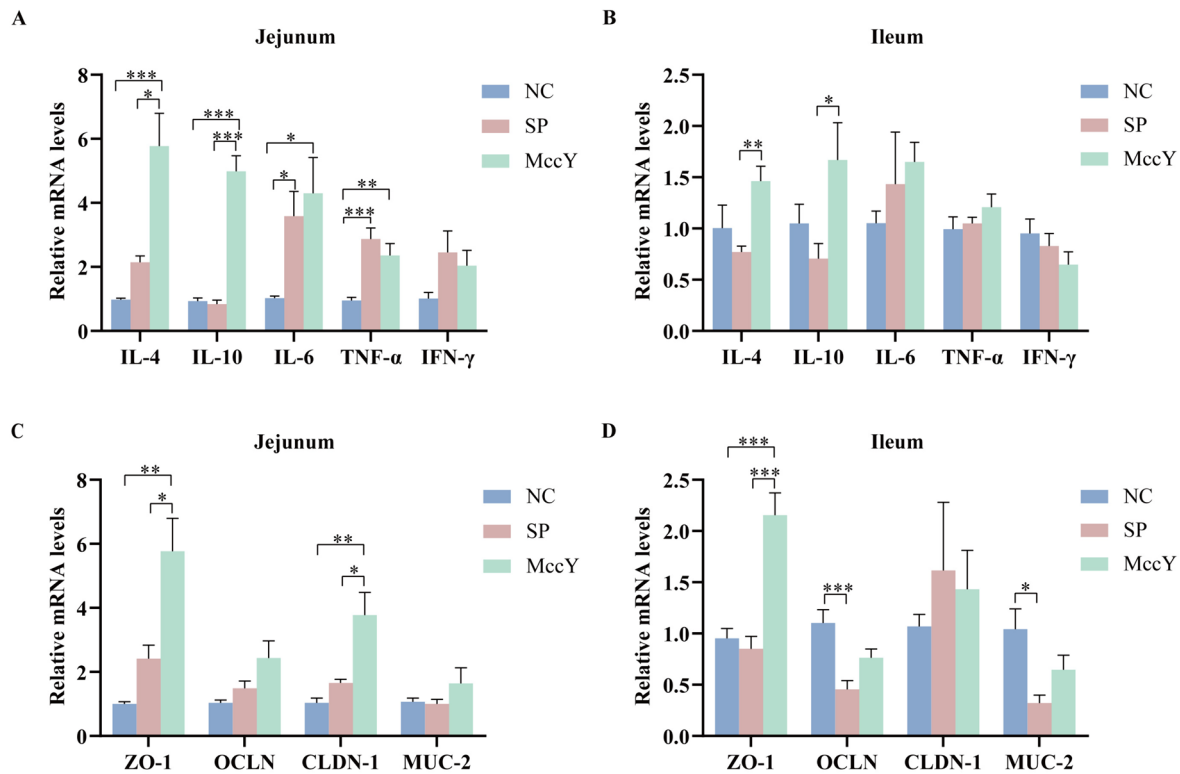 A
Jejunum
Relative mRNA levels
8
6
4
2
0
***
*
***
***
*
*
**
***
NC
SP
MccY
IL-4 IL-10 IL-6 TNF-α IFN-γ
B
Ileum
Relative mRNA levels
2.5
2.0
1.5
1.0
0.5
0.0
**
*
NC
SP
MccY
IL-4 IL-10 IL-6 TNF-α IFN-γ
C
Jejunum
Relative mRNA levels
8
6
4
2
0
**
*
**
*
NC
SP
MccY
ZO-1 OCLN CLDN-1 MUC-2
D
Ileum
Relative mRNA levels
2.5
2.0
1.5
1.0
0.5
0.0
***
***
***
*
NC
SP
MccY
ZO-1 OCLN CLDN-1 MUC-2